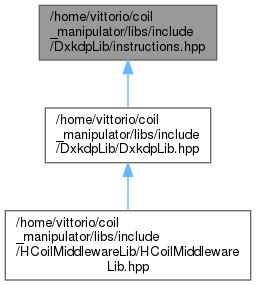 /home/vittorio/coil
_manipulator/libs/include
/DxkdpLib/instructions.hpp
/home/vittorio/coil
_manipulator/libs/include
/DxkdpLib/DxkdpLib.hpp
/home/vittorio/coil
_manipulator/libs/include
/HCoilMiddlewareLib/HCoilMiddleware
Lib.hpp